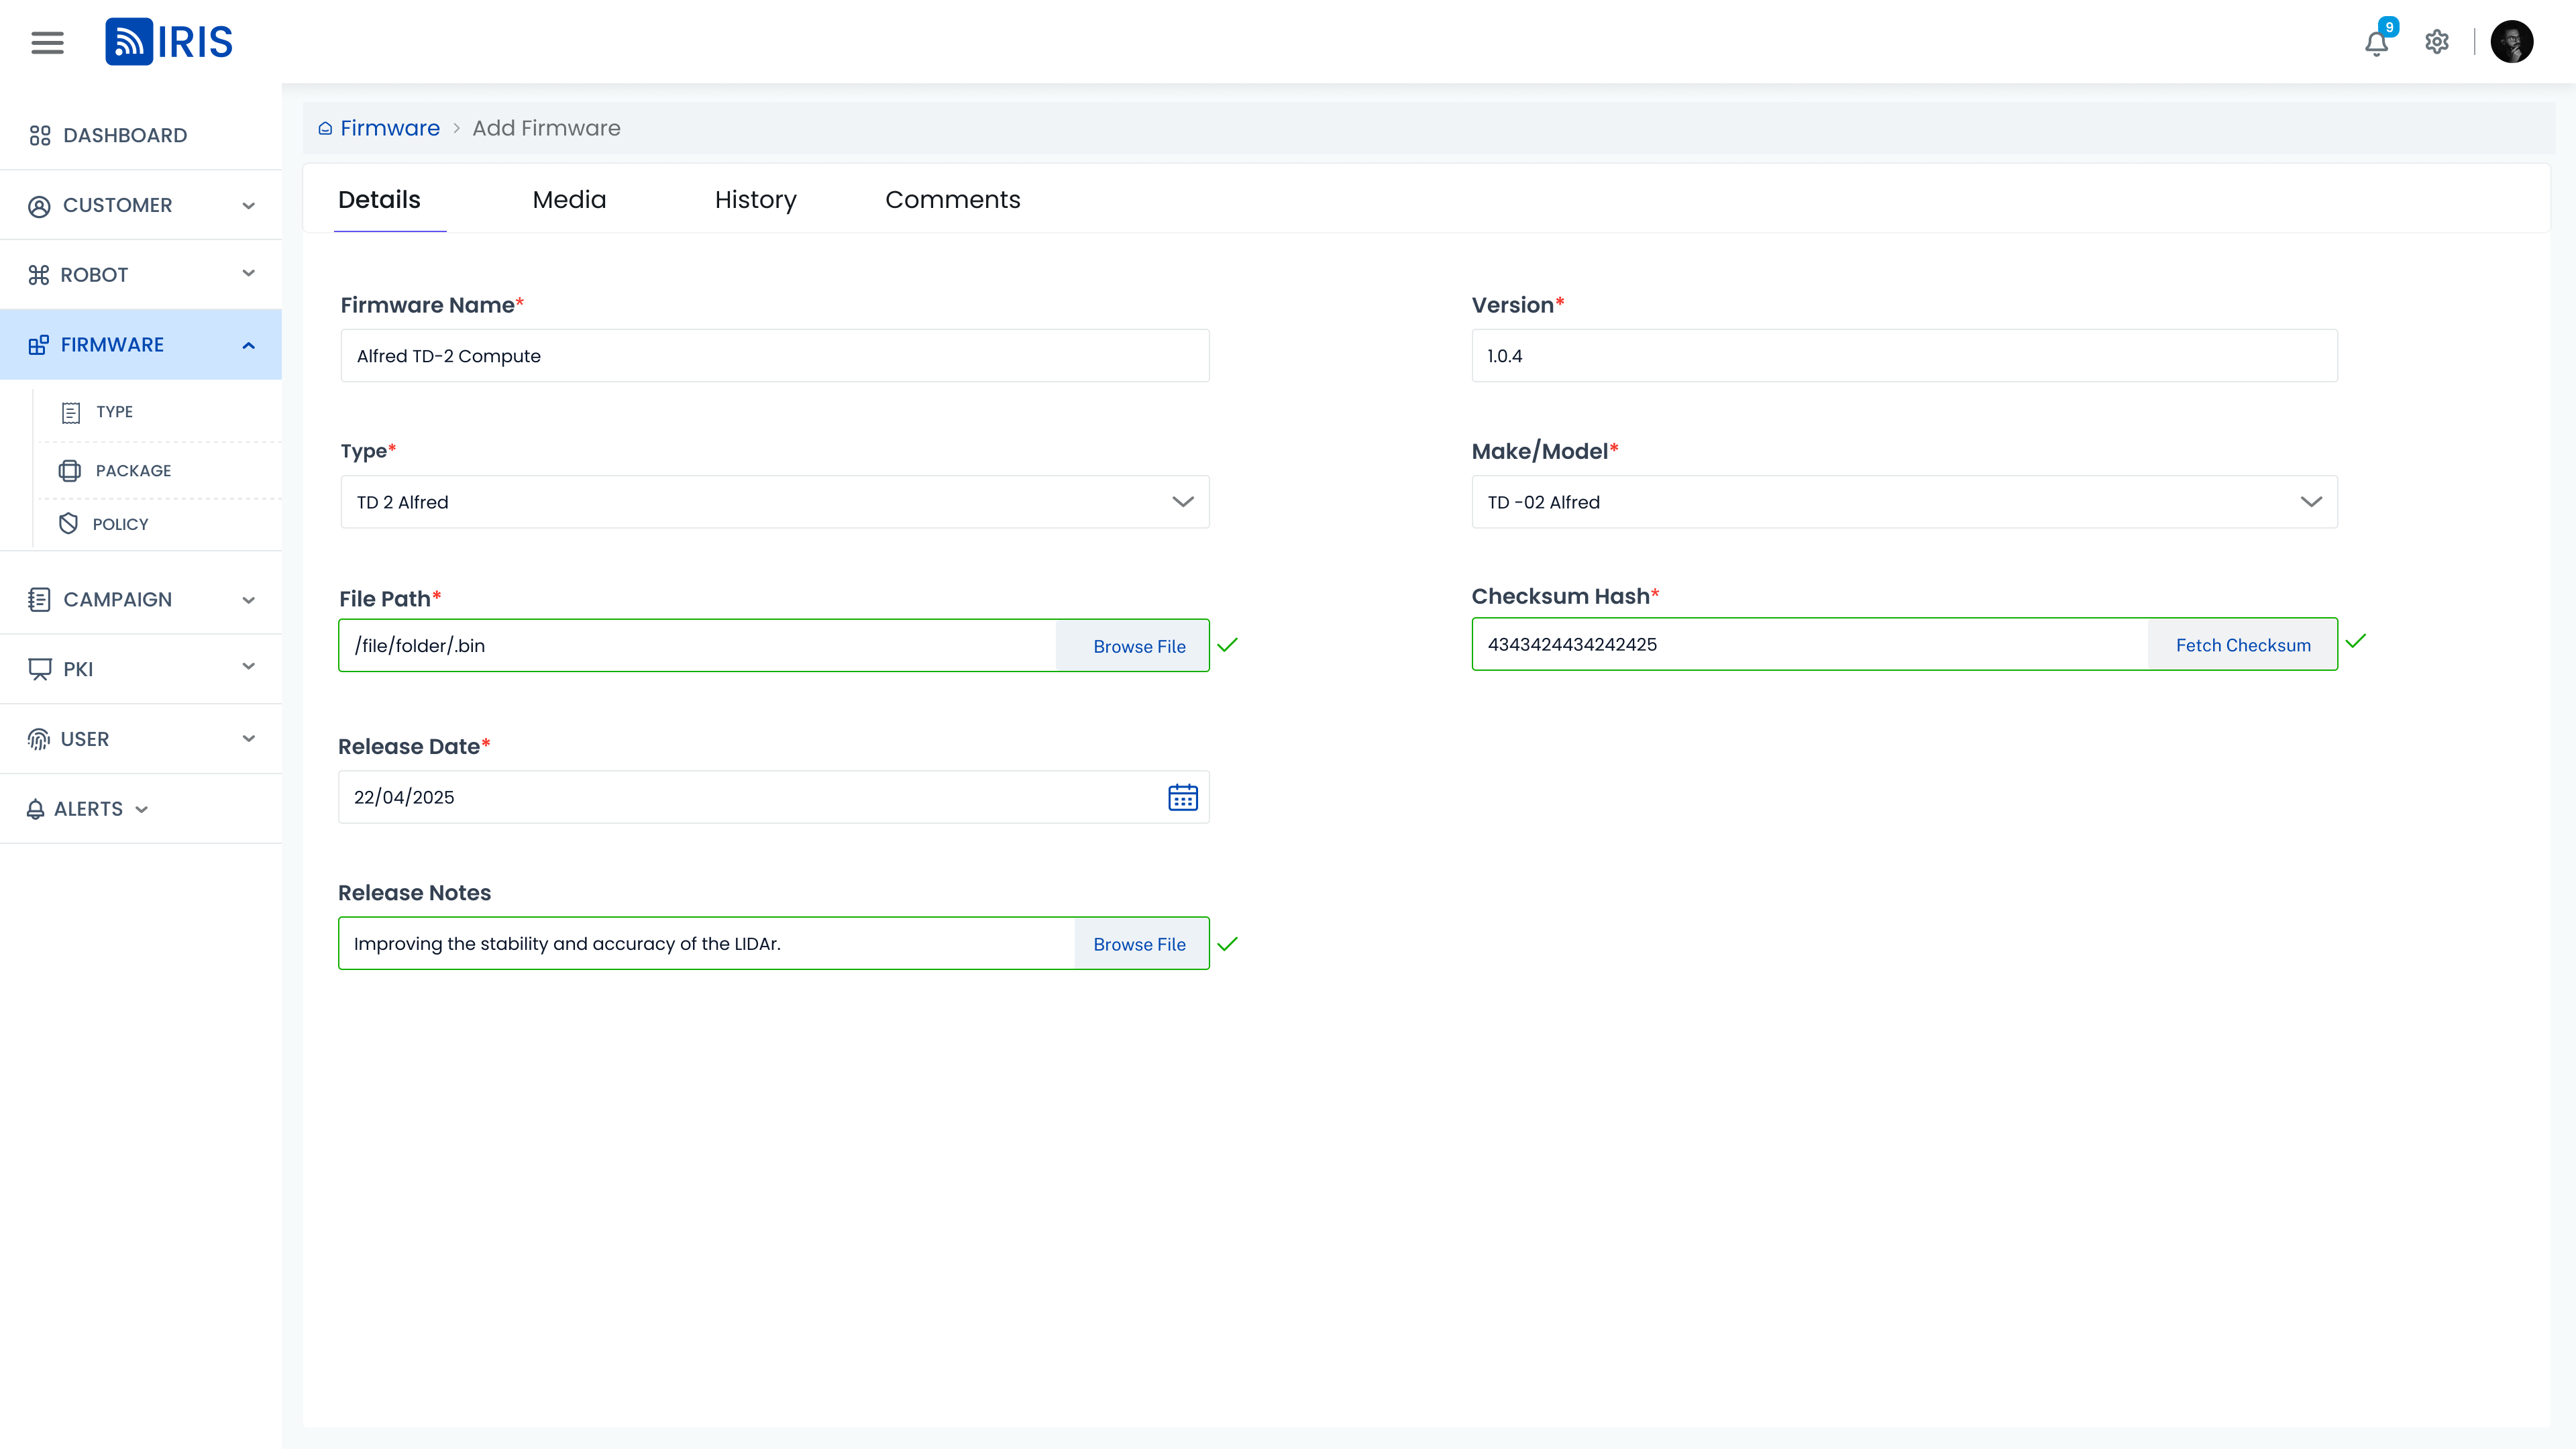 IRIS
9
DASHBOARD
CUSTOMER
ROBOT
FIRMWARE
TYPE
PACKAGE
POLICY
CAMPAIGN
PKI
USER
ALERTS
Firmware > Add Firmware
Details Media History Comments
Firmware Name*
Alfred TD-2 Compute
Version*
1.0.4
Type*
TD 2 Alfred
Make/Model*
TD -02 Alfred
File Path*
/file/folder/.bin Browse File
Checksum Hash*
4343424434242425 Fetch Checksum
Release Date*
22/04/2025
Release Notes
Improving the stability and accuracy of the LIDAr. Browse File